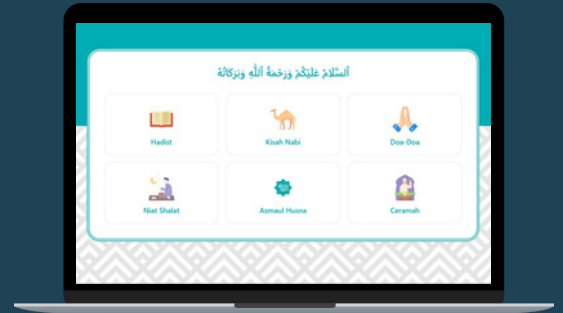 اَلسَّلَامُ عَلَيْكُمْ وَرَحْمَةُ اللَّهِ وَبَرَكَاتُهُ
Hadist Kisah Nabi Doa-Doa
Niat Shalat Asmaul Husna Ceramah